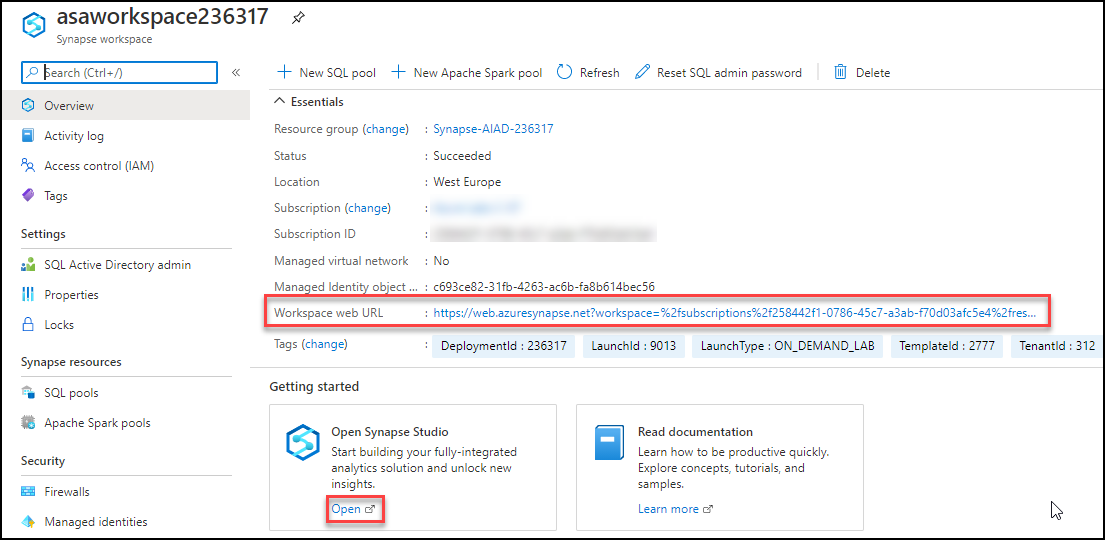 asaworkspace236317
Synapse workspace
Search (Ctrl+/)
«
Overview
Activity log
Access control (IAM)
Tags
Settings
SQL Active Directory admin
Properties
Locks
Synapse resources
SQL pools
Apache Spark pools
Security
Firewalls
Managed identities
New SQL pool New Apache Spark pool Refresh Reset SQL admin password Delete
Essentials
Resource group (change) : Synapse-AIAD-236317
Status : Succeeded
Location : West Europe
Subscription (change) :
Subscription ID :
Managed virtual network : No
Managed Identity object ... : c693ce82-31fb-4263-ac6b-fa8b614bec56
Workspace web URL : https://web.azuresynapse.net?workspace=%2fsubscriptions%2f258442f1-0786-45c7-a3ab-f70d03afc5e4%2fres...
Tags (change) : DeploymentId : 236317 LaunchId : 9013 LaunchType : ON_DEMAND_LAB TemplateId : 2777 TenantId : 312
Getting started
Open Synapse Studio
Start building your fully-integrated
analytics solution and unlock new
insights.
Open
Read documentation
Learn how to be productive quickly.
Explore concepts, tutorials, and
samples.
Learn more